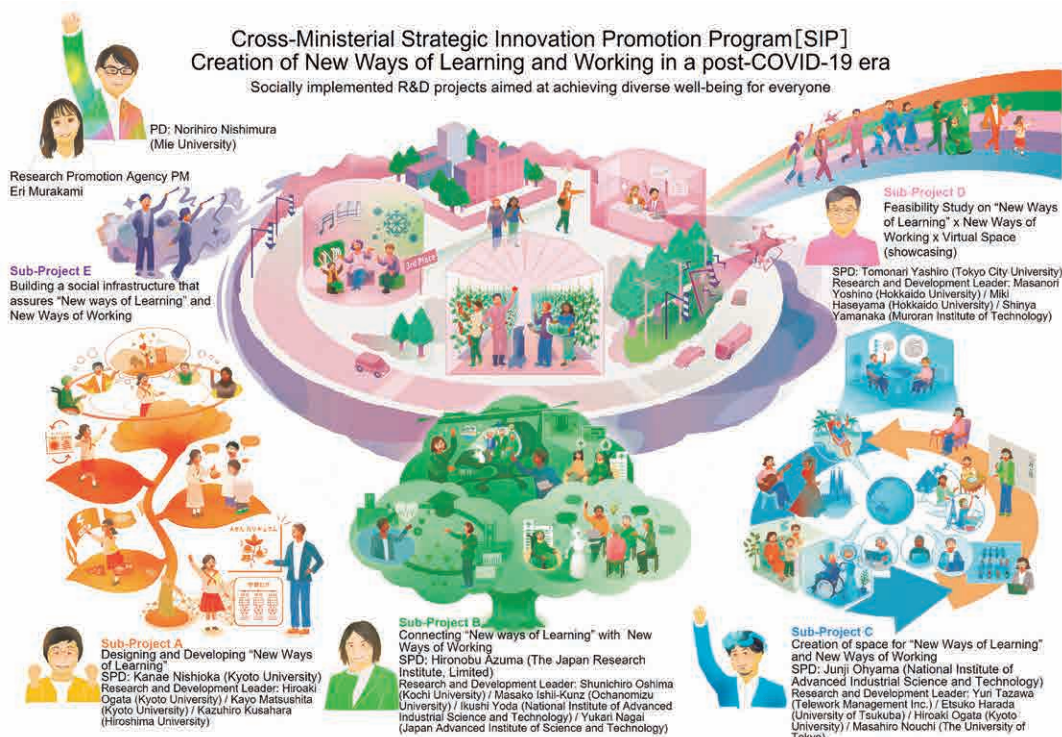 Cross-Ministerial Strategic Innovation Promotion Program[SIP]
Creation of New Ways of Learning and Working in a post-COVID-19 era
Socially implemented R&D projects aimed at achieving diverse well-being for everyone
PD: Norihiro Nishimura
(Mie University)
Research Promotion Agency PM
Eri Murakami
Sub-Project E
Building a social infrastructure that
assures “New ways of Learning” and
New Ways of Working
3rd Place
Sub-Project D
Feasibility Study on “New Ways
of Learning” x New Ways of
Working x Virtual Space
(showcasing)
SPD: Tomonari Yashiro (Tokyo City University)
Research and Development Leader: Masanori
Yoshino (Hokkaido University) / Miki
Haseyama (Hokkaido University) / Shinya
Yamanaka (Muroran Institute of Technology)
Sub-Project A
Designing and Developing “New Ways
of Learning”
SPD: Kanae Nishioka (Kyoto University)
Research and Development Leader: Hiroaki
Ogata (Kyoto University) / Kayo Matsushita
(Kyoto University) / Kazuhiro Kusahara
(Hiroshima University)
Sub-Project B
Connecting “New ways of Learning” with New
Ways of Working
SPD: Hironobu Azuma (The Japan Research
Institute, Limited)
Research and Development Leader: Shunichiro Oshima
(Kochi University) / Masako Ishii-Kunz (Ochanomizu
University) / Ikushi Yoda (National Institute of Advanced
Industrial Science and Technology) / Yukari Nagai
(Japan Advanced Institute of Science and Technology)
Sub-Project C
Creation of space for “New Ways of Learning”
and New Ways of Working
SPD: Junji Ohyama (National Institute of
Advanced Industrial Science and Technology)
Research and Development Leader: Yuri Tazawa
(Telework Management Inc.) / Etsuko Harada
(University of Tsukuba) / Hiroaki Ogata (Kyoto
University) / Masahiro Nouchi (The University of
Tokyo)